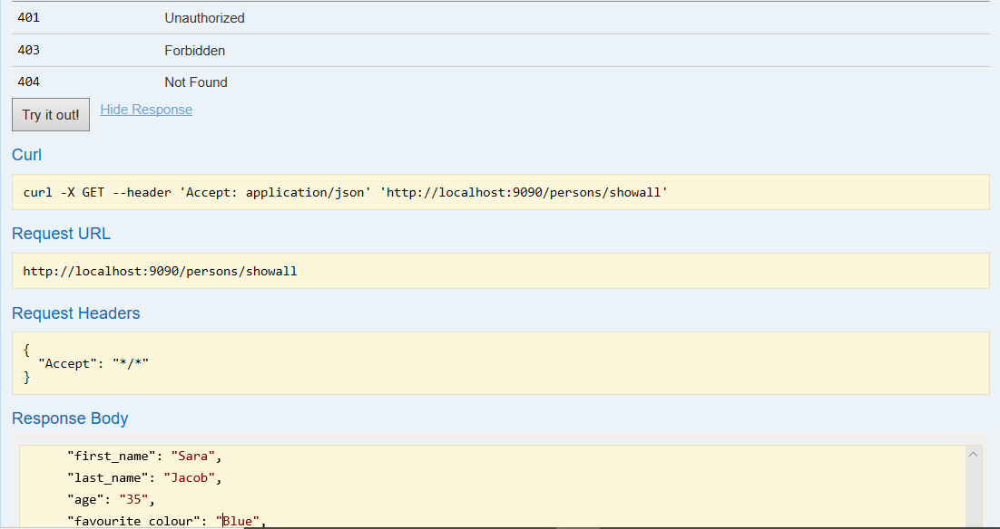 401 Unauthorized
403 Forbidden
404 Not Found
Try it out! Hide Response
Curl
curl -X GET --header 'Accept: application/json' 'http://localhost:9090/persons/showall'
Request URL
http://localhost:9090/persons/showall
Request Headers
{
  "Accept": "*/*"
}
Response Body
"first_name": "Sara",
"last_name": "Jacob",
"age": "35",
"favourite_colour": "Blue",